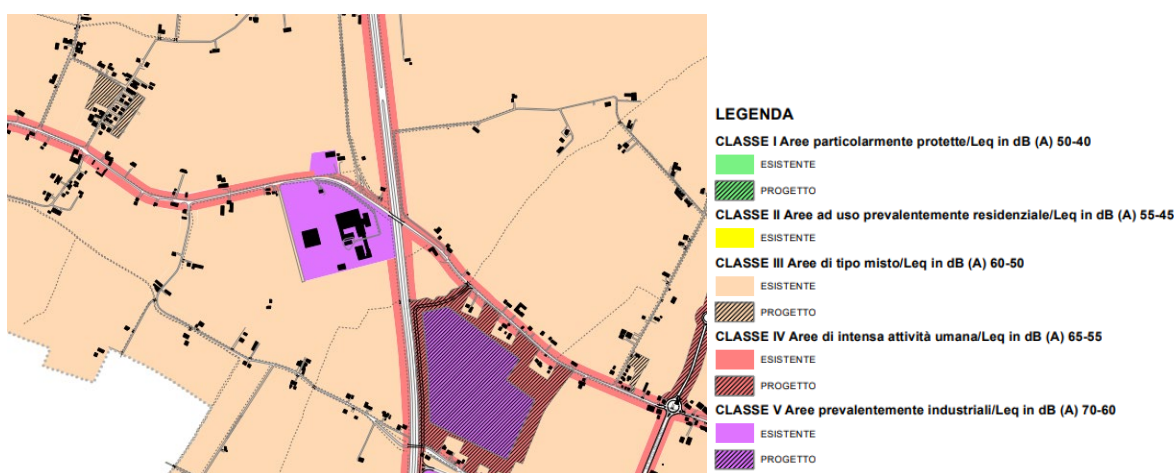 LEGENDA
CLASSE I Aree particolarmente protette/Leq in dB (A) 50-40
ESISTENTE
PROGETTO
CLASSE II Aree ad uso prevalentemente residenziale/Leq in dB (A) 55-45
ESISTENTE
CLASSE III Aree di tipo misto/Leq in dB (A) 60-50
ESISTENTE
PROGETTO
CLASSE IV Aree di intensa attività umana/Leq in dB (A) 65-55
ESISTENTE
PROGETTO
CLASSE V Aree prevalentemente industriali/Leq in dB (A) 70-60
ESISTENTE
PROGETTO